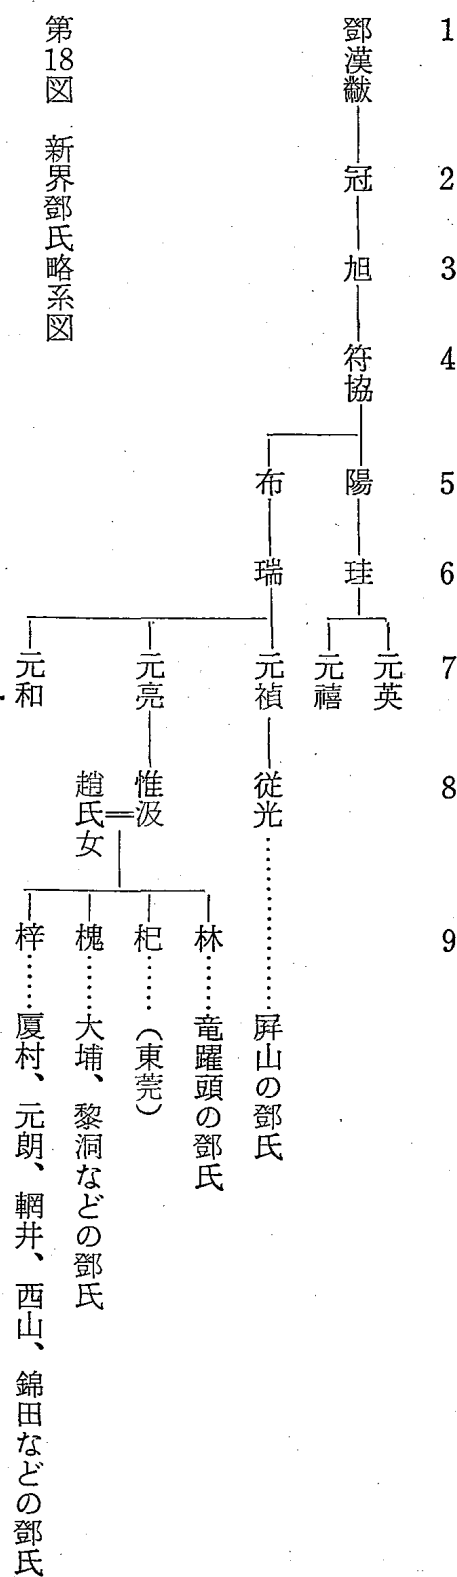 1
2
3
4
5
6
7
8
9
鄧漢黻
冠
旭
符協
陽
珪
元英
元禧
布
瑞
元禎
従光……………………屛山の鄧氏
元亮
惟汲
趙氏女
元和
林……竜躍頭の鄧氏
杞……(東莞)
槐……大埔、黎洞などの鄧氏
梓……厦村、元朗、輞井、西山、錦田などの鄧氏
第18図 新界鄧氏略系図